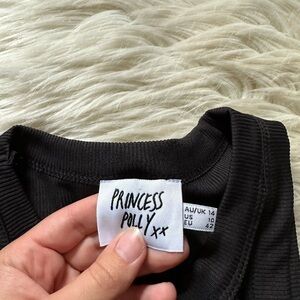 PRINCESS
POLLY xx
AU/UK 14
US 10
EU 42